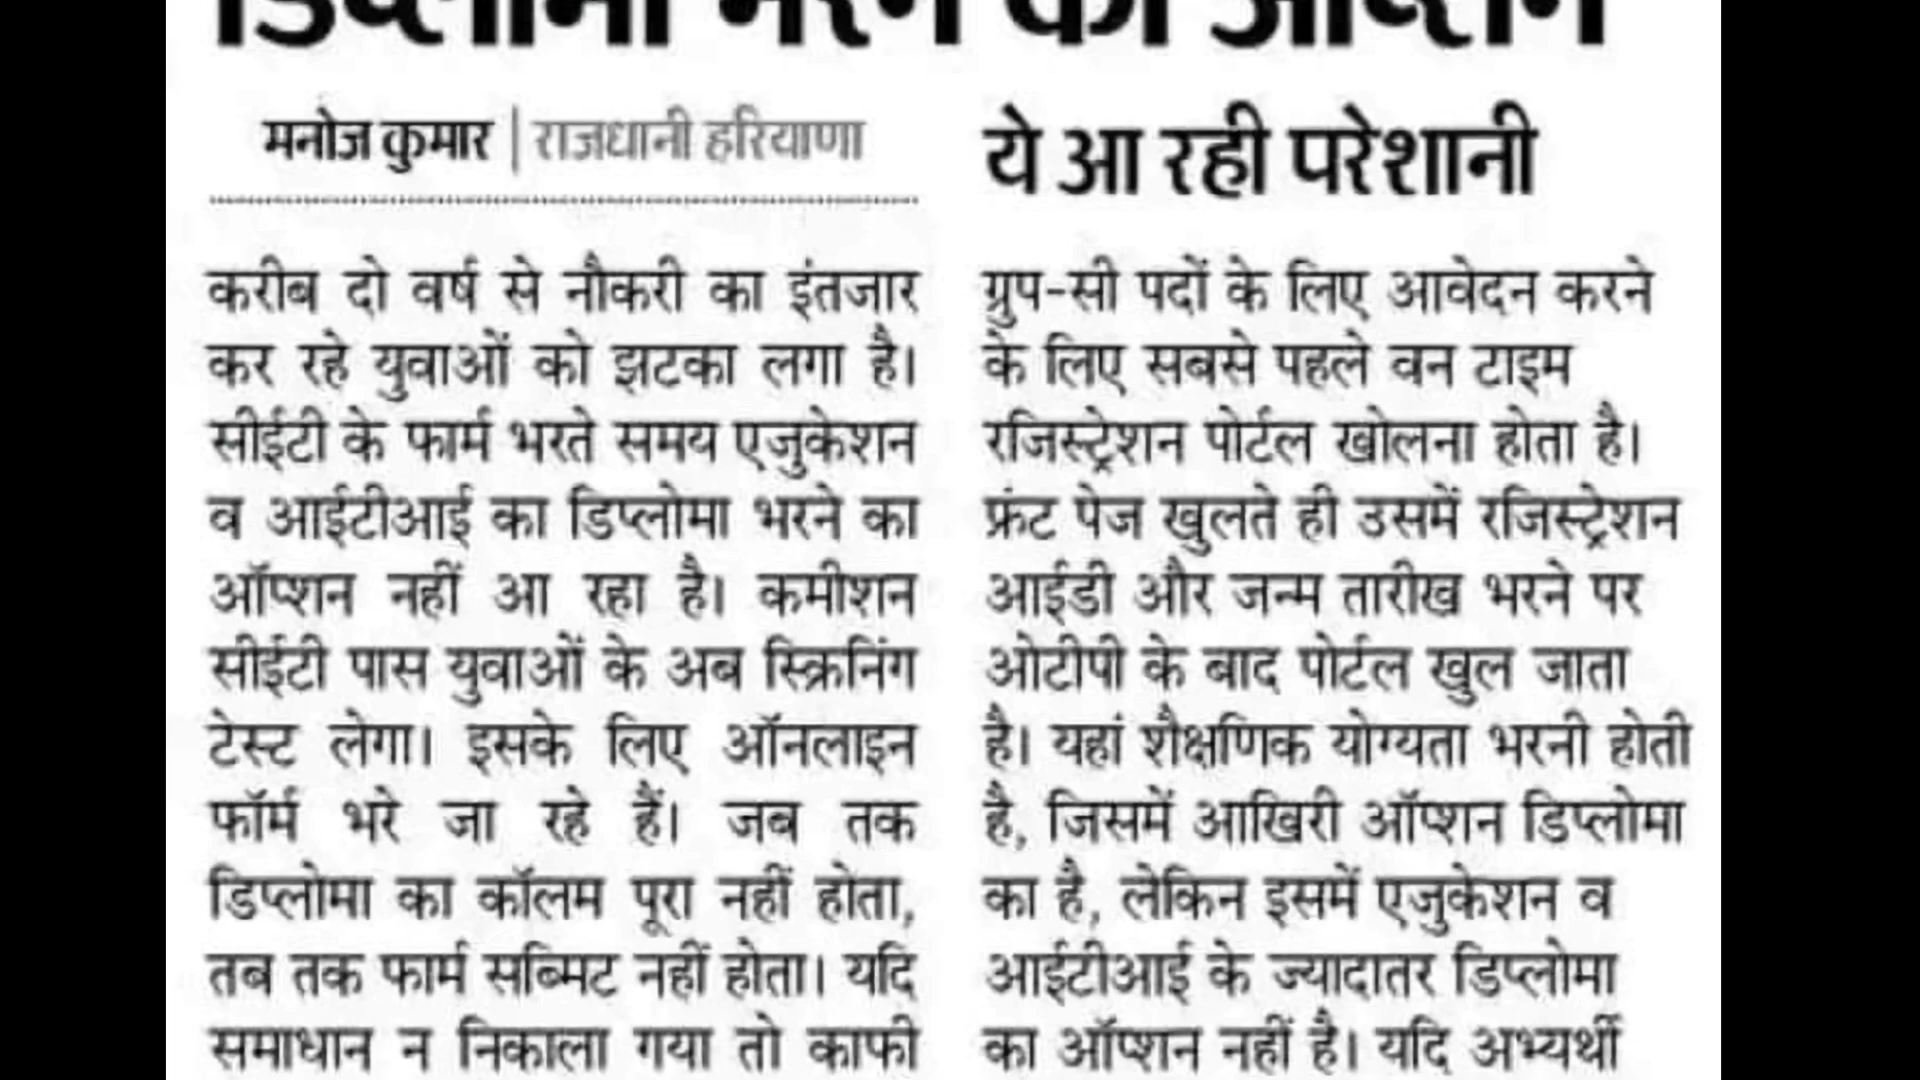 डिप्लोमा भरने का ऑप्शन
मनोज कुमार | राजधानी हरियाणा
करीब दो वर्ष से नौकरी का इंतजार
कर रहे युवाओं को झटका लगा है।
सीईटी के फार्म भरते समय एजुकेशन
व आईटीआई का डिप्लोमा भरने का
ऑप्शन नहीं आ रहा है। कमीशन
सीईटी पास युवाओं के अब स्क्रिनिंग
टेस्ट लेगा। इसके लिए ऑनलाइन
फॉर्म भरे जा रहे हैं। जब तक
डिप्लोमा का कॉलम पूरा नहीं होता,
तब तक फार्म सब्मिट नहीं होता। यदि
समाधान न निकाला गया तो काफी
ये आ रही परेशानी
ग्रुप-सी पदों के लिए आवेदन करने
के लिए सबसे पहले वन टाइम
रजिस्ट्रेशन पोर्टल खोलना होता है।
फ्रंट पेज खुलते ही उसमें रजिस्ट्रेशन
आईडी और जन्म तारीख भरने पर
ओटीपी के बाद पोर्टल खुल जाता
है। यहां शैक्षणिक योग्यता भरनी होती
है, जिसमें आखिरी ऑप्शन डिप्लोमा
का है, लेकिन इसमें एजुकेशन व
आईटीआई के ज्यादातर डिप्लोमा
का ऑप्शन नहीं है। यदि अभ्यर्थी